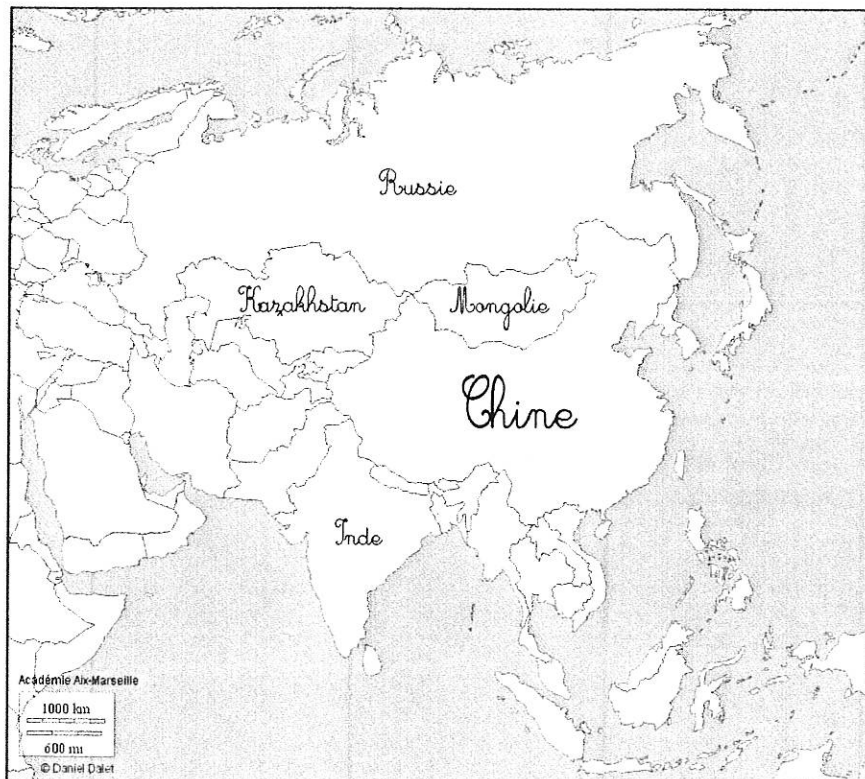 Russie
Kazakhstan
Mongolie
Chine
Inde
Académie Aix-Marseille
1000 km
600 mi
© Daniel Dalet